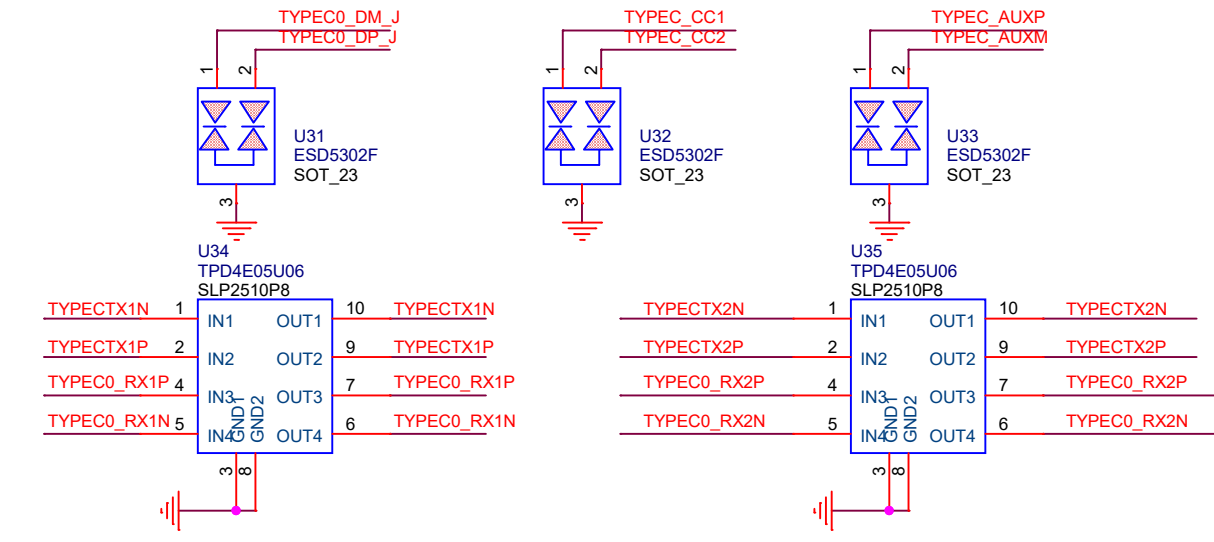 TYPEC0_DM_J
TYPEC0_DP_J
1
2
U31
ESD5302F
SOT_23
3
TYPEC_CC1
TYPEC_CC2
1
2
U32
ESD5302F
SOT_23
3
TYPEC_AUXP
TYPEC_AUXM
1
2
U33
ESD5302F
SOT_23
3
U34
TPD4E05U06
SLP2510P8
TYPECTX1N 1 IN1 OUT1 10 TYPECTX1N
TYPECTX1P 2 IN2 OUT2 9 TYPECTX1P
TYPEC0_RX1P 4 IN3 OUT3 7 TYPEC0_RX1P
TYPEC0_RX1N 5 IN4 OUT4 6 TYPEC0_RX1N
GND1
GND2
3
8
U35
TPD4E05U06
SLP2510P8
TYPECTX2N 1 IN1 OUT1 10 TYPECTX2N
TYPECTX2P 2 IN2 OUT2 9 TYPECTX2P
TYPEC0_RX2P 4 IN3 OUT3 7 TYPEC0_RX2P
TYPEC0_RX2N 5 IN4 OUT4 6 TYPEC0_RX2N
GND1
GND2
3
8